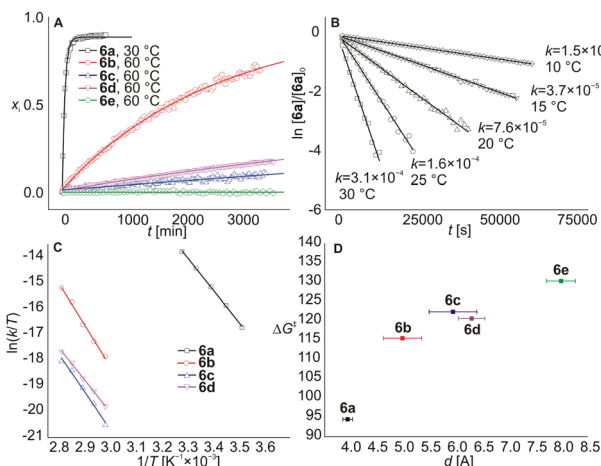 A
1.0
0.5
0.0
xᵢ
6a, 30 °C
6b, 60 °C
6c, 60 °C
6d, 60 °C
6e, 60 °C
0 1000 2000 3000
t [min]
B
0
-2
-4
-6
ln [6a]/[6a]₀
k=1.5×10
10 °C
k=3.7×10⁻⁵
15 °C
k=7.6×10⁻⁵
20 °C
k=1.6×10⁻⁴
25 °C
k=3.1×10⁻⁴
30 °C
0 25000 50000 75000
t [s]
C
-14
-15
-16
-17
-18
-19
-20
-21
ln(k/T)
6a
6b
6c
6d
2.8 2.9 3.0 3.1 3.2 3.3 3.4 3.5 3.6
1/T [K⁻¹×10⁻³]
D
140
135
130
125
120
115
110
105
100
95
90
ΔG‡
6e
6c
6d
6b
6a
4.0 5.0 6.0 6.5 7.0 7.5 8.0 8.5
d [A]